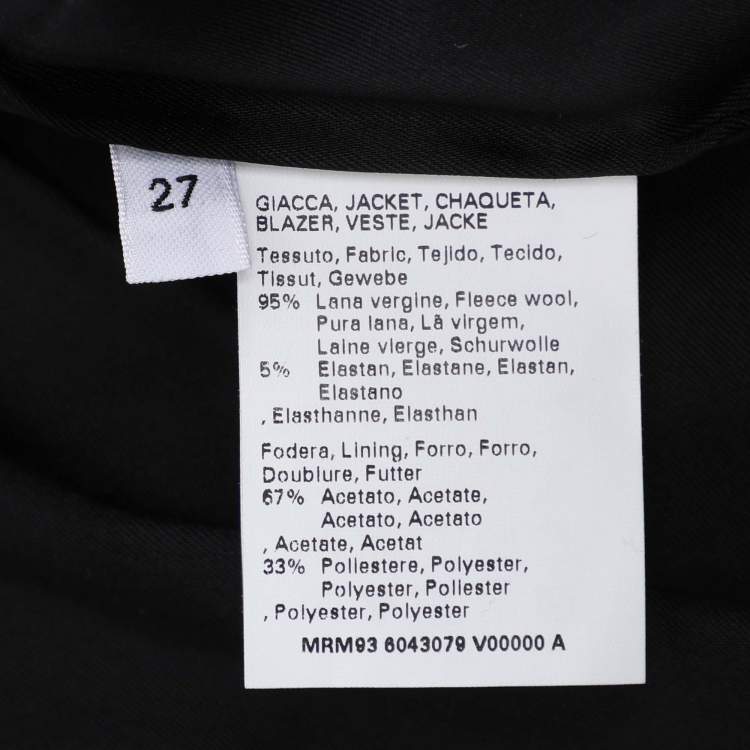 27
GIACCA, JACKET, CHAQUETA,
BLAZER, VESTE, JACKE
Tessuto, Fabric, Tejido, Tecido,
Tissut, Gewebe
95% Lana vergine, Fleece wool,
Pura lana, Lã virgem,
Laine vierge, Schurwolle
5% Elastan, Elastane, Elastan,
Elastano
, Elasthanne, Elasthan
Fodera, Lining, Forro, Forro,
Doublure, Futter
67% Acetato, Acetate,
Acetato, Acetato
, Acetate, Acetat
33% Poliestere, Polyester,
Polyester, Poliester
, Polyester, Polyester
MRM93 6043079 V00000 A